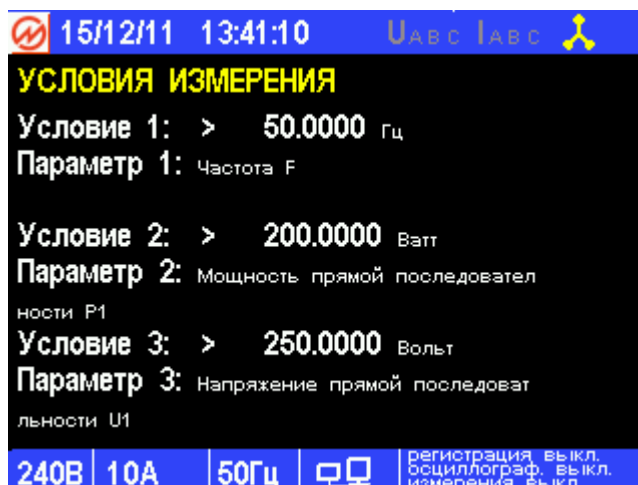 15/12/11 13:41:10 UABC IABC
УСЛОВИЯ ИЗМЕРЕНИЯ
Условие 1: > 50.0000 Гц
Параметр 1: Частота F
Условие 2: > 200.0000 Ватт
Параметр 2: Мощность прямой последовател
ности P1
Условие 3: > 250.0000 Вольт
Параметр 3: Напряжение прямой последоват
льности U1
240В 10А 50Гц регистрация выкл.
осциллограф. выкл.
измерения выкл